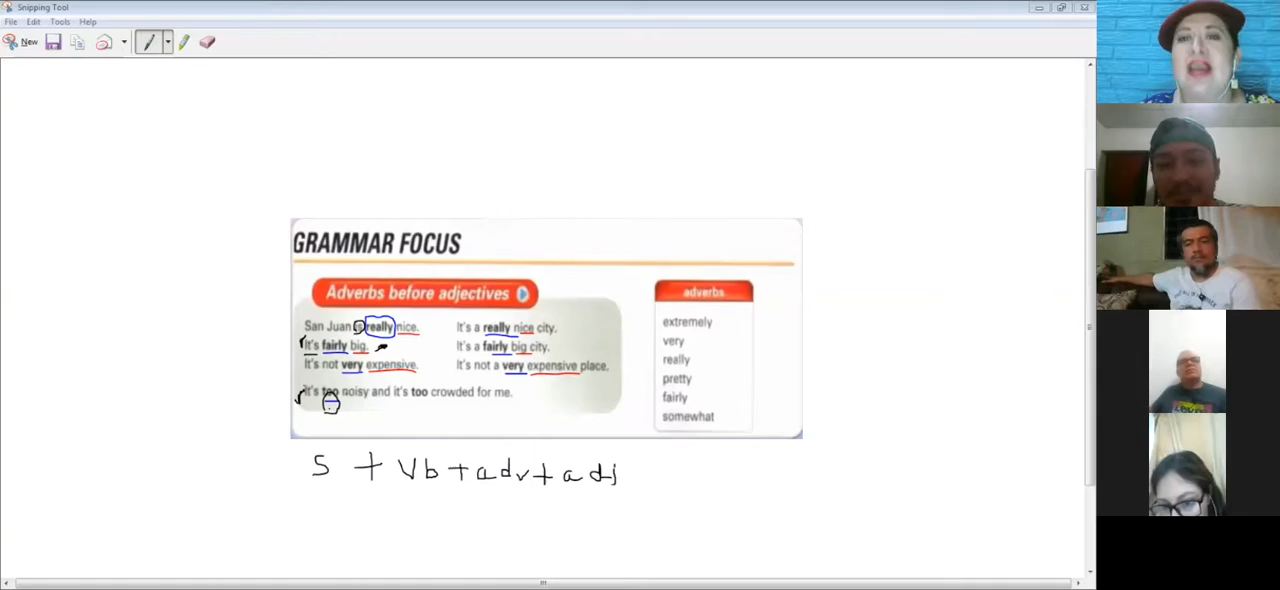 Snipping Tool
File Edit Tools Help
New
GRAMMAR FOCUS
Adverbs before adjectives
San Juan is really nice.
It's fairly big.
It's not very expensive.
It's a really nice city.
It's a fairly big city.
It's not a very expensive place.
It's too noisy and it's too crowded for me.
adverbs
extremely
very
really
pretty
fairly
somewhat
S + Vb + adv + adj